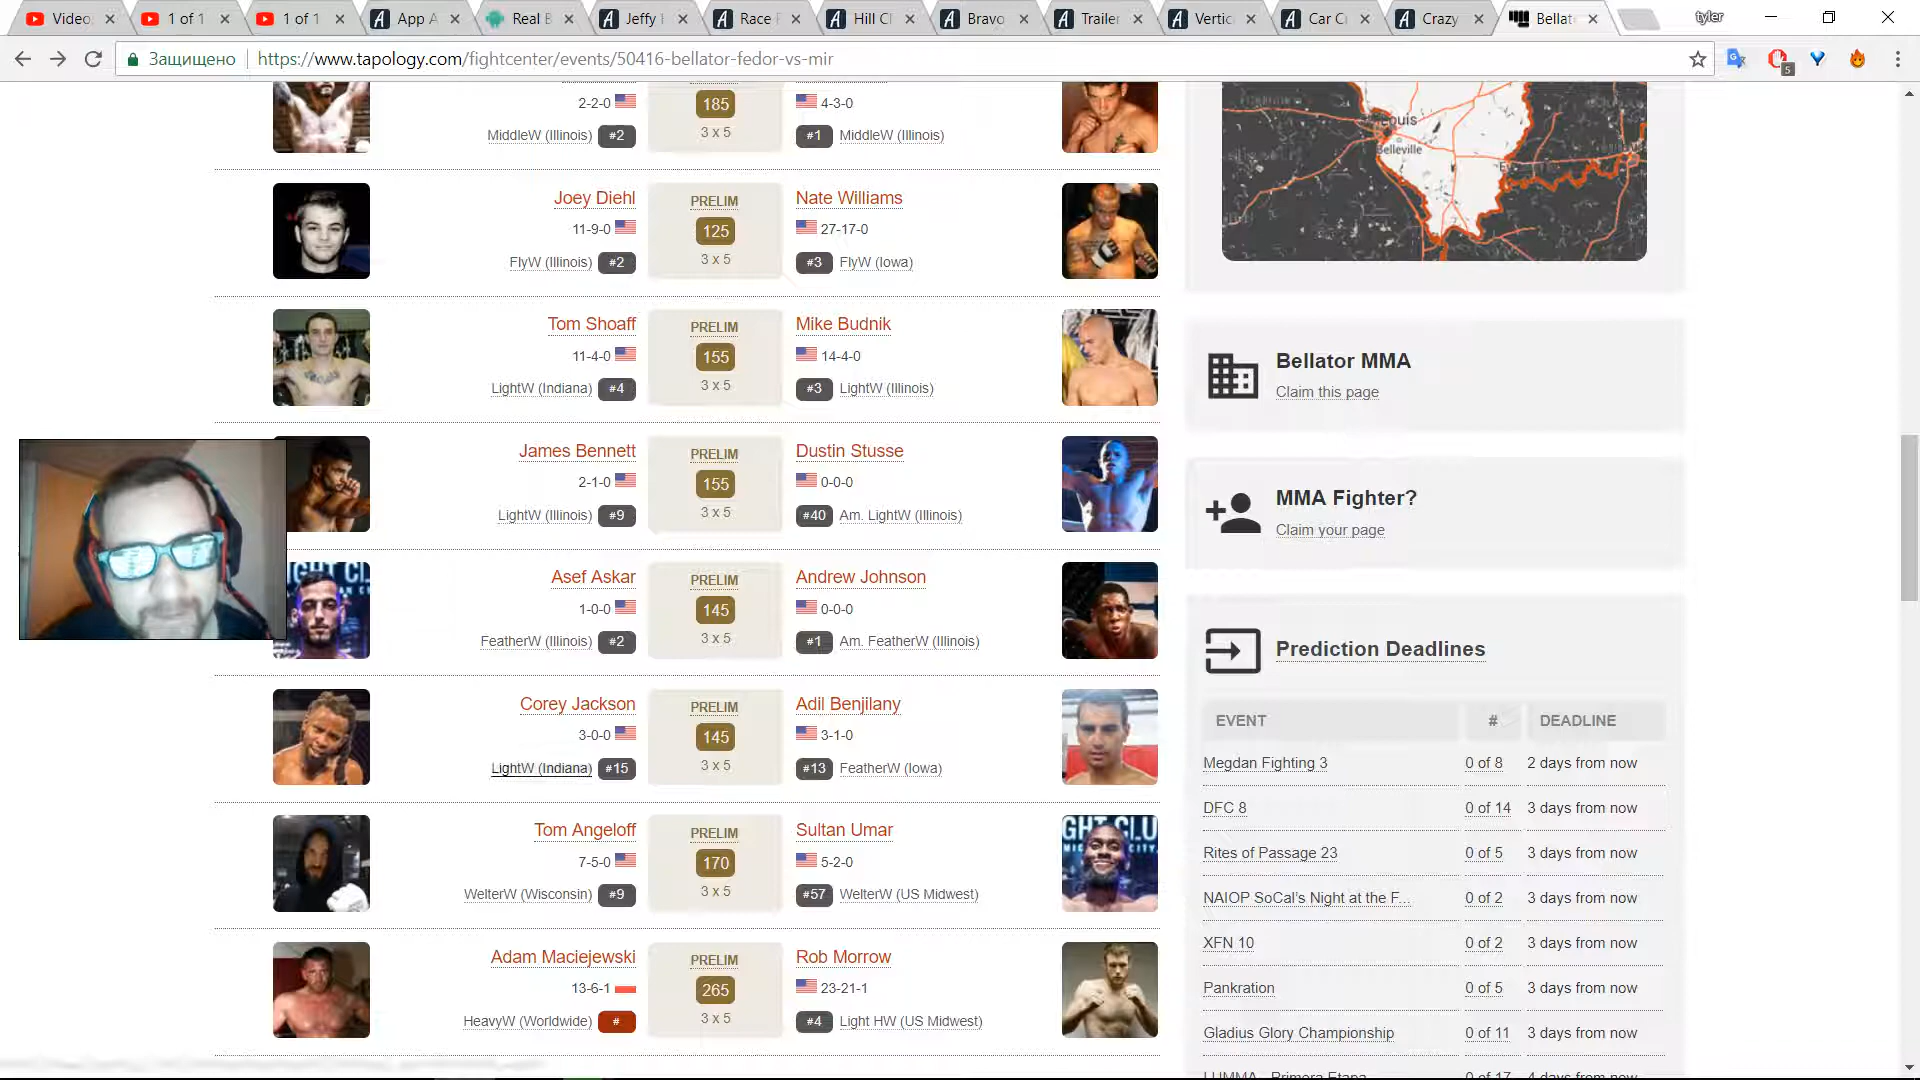 Video
1 of 1
1 of 1
App A
Real B
Jeffy
Race F
Hill Cl
Bravo
Trailer
Vertic
Car C
Crazy
Bellat
tyler
Защищено
https://www.tapology.com/fightcenter/events/50416-bellator-fedor-vs-mir
5
2-2-0
185
4-3-0
MiddleW (Illinois) #2
3 x 5
#1 MiddleW (Illinois)
Joey Diehl
PRELIM
Nate Williams
11-9-0
125
27-17-0
FlyW (Illinois) #2
3 x 5
#3 FlyW (Iowa)
Tom Shoaff
PRELIM
Mike Budnik
11-4-0
155
14-4-0
LightW (Indiana) #4
3 x 5
#3 LightW (Illinois)
James Bennett
PRELIM
Dustin Stusse
2-1-0
155
0-0-0
LightW (Illinois) #9
3 x 5
#40 Am. LightW (Illinois)
Asef Askar
PRELIM
Andrew Johnson
1-0-0
145
0-0-0
FeatherW (Illinois) #2
3 x 5
#1 Am. FeatherW (Illinois)
Corey Jackson
PRELIM
Adil Benjilany
3-0-0
145
3-1-0
LightW (Indiana) #15
3 x 5
#13 FeatherW (Iowa)
Tom Angeloff
PRELIM
Sultan Umar
7-5-0
170
5-2-0
WelterW (Wisconsin) #9
3 x 5
#57 WelterW (US Midwest)
Adam Maciejewski
PRELIM
Rob Morrow
13-6-1
265
23-21-1
HeavyW (Worldwide) #
3 x 5
#4 Light HW (US Midwest)
Louis
Belleville
Bellator MMA
Claim this page
MMA Fighter?
Claim your page
Prediction Deadlines
EVENT # DEADLINE
Megdan Fighting 3 0 of 8 2 days from now
DFC 8 0 of 14 3 days from now
Rites of Passage 23 0 of 5 3 days from now
NAIOP SoCal's Night at the F... 0 of 2 3 days from now
XFN 10 0 of 2 3 days from now
Pankration 0 of 5 3 days from now
Gladius Glory Championship 0 of 11 3 days from now
LUMMA - Primera Etapa 0 of 17 4 days from now